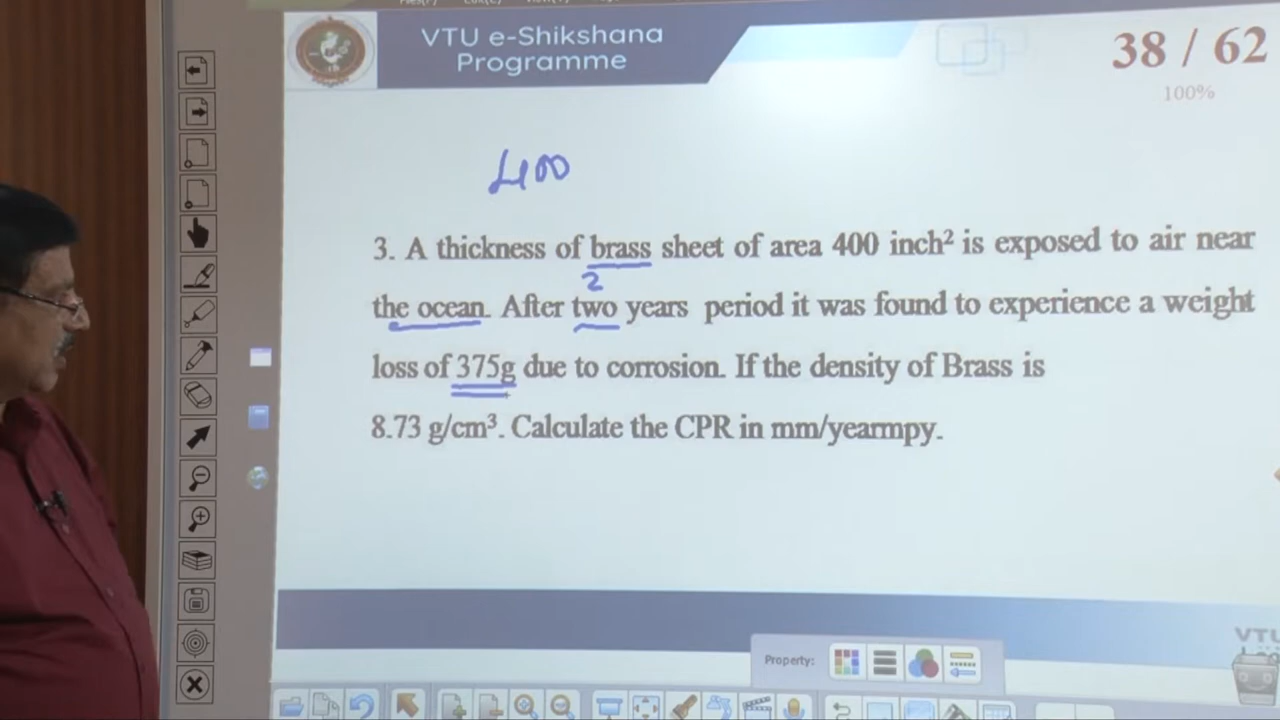 VTU e-Shikshana
Programme
38 / 62
100%
400
3. A thickness of brass sheet of area 400 inch² is exposed to air near
2
the ocean. After two years period it was found to experience a weight
loss of 375g due to corrosion. If the density of Brass is
8.73 g/cm³. Calculate the CPR in mm/yearmpy.
VTU
Property: